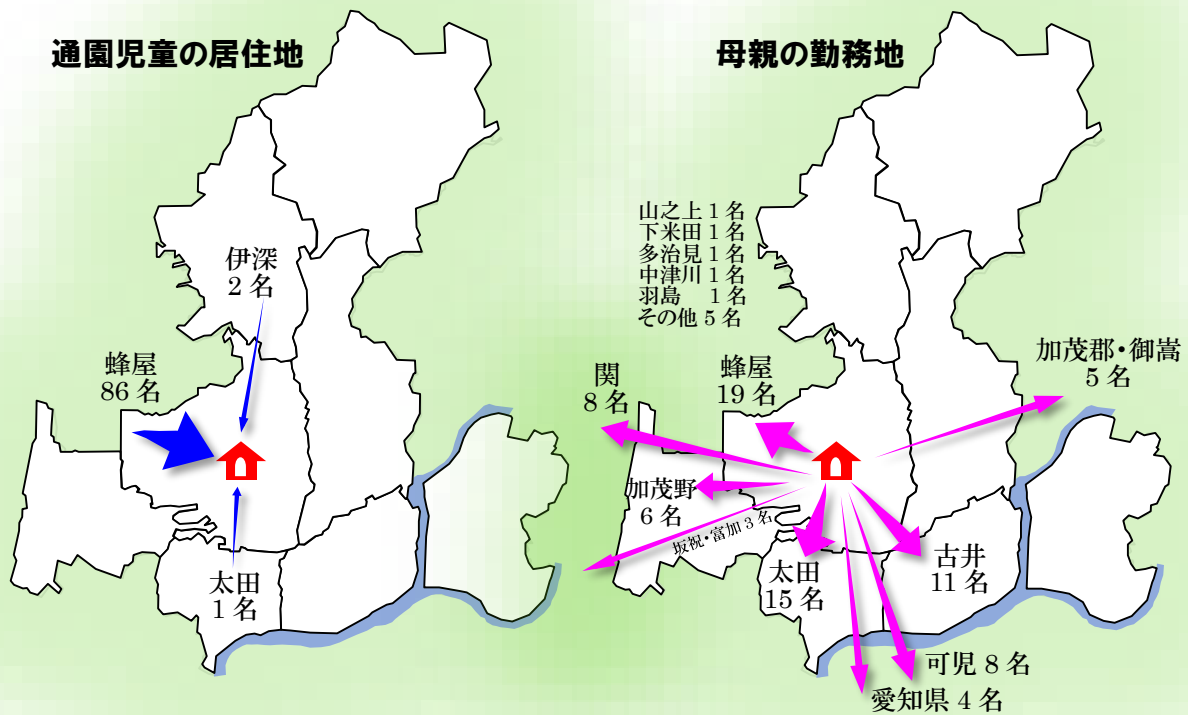 通園児童の居住地
伊深
2名
蜂屋
86名
太田
1名
母親の勤務地
山之上1名
下米田1名
多治見1名
中津川1名
羽島　1名
その他5名
加茂郡・御嵩
5名
関
8名
蜂屋
19名
加茂野
6名
坂祝・富加3名
太田
15名
古井
11名
可児8名
愛知県4名